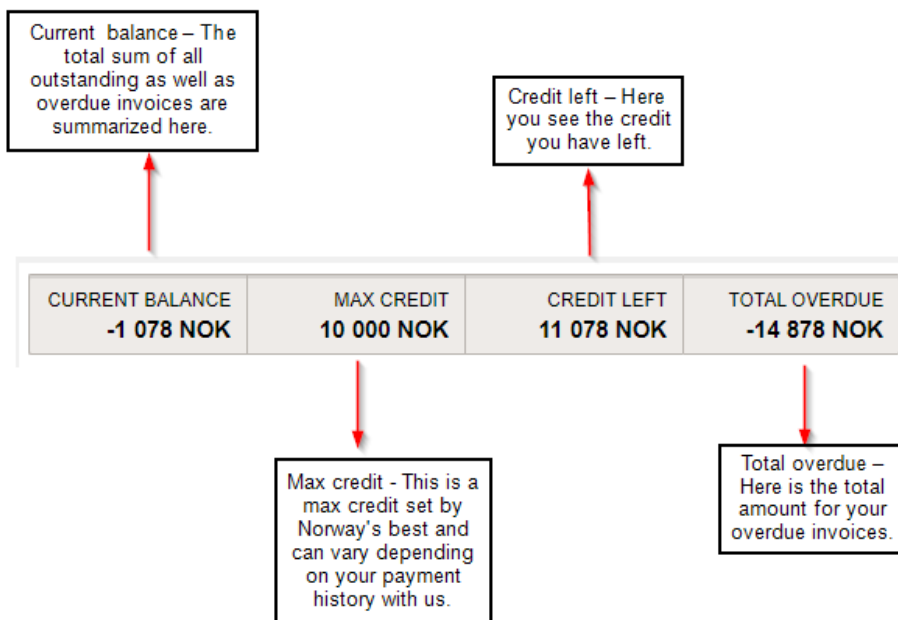 Current balance – The
total sum of all
outstanding as well as
overdue invoices are
summarized here.
Credit left – Here
you see the credit
you have left.
CURRENT BALANCE
-1 078 NOK
MAX CREDIT
10 000 NOK
CREDIT LEFT
11 078 NOK
TOTAL OVERDUE
-14 878 NOK
Max credit - This is a
max credit set by
Norway's best and
can vary depending
on your payment
history with us.
Total overdue –
Here is the total
amount for your
overdue invoices.